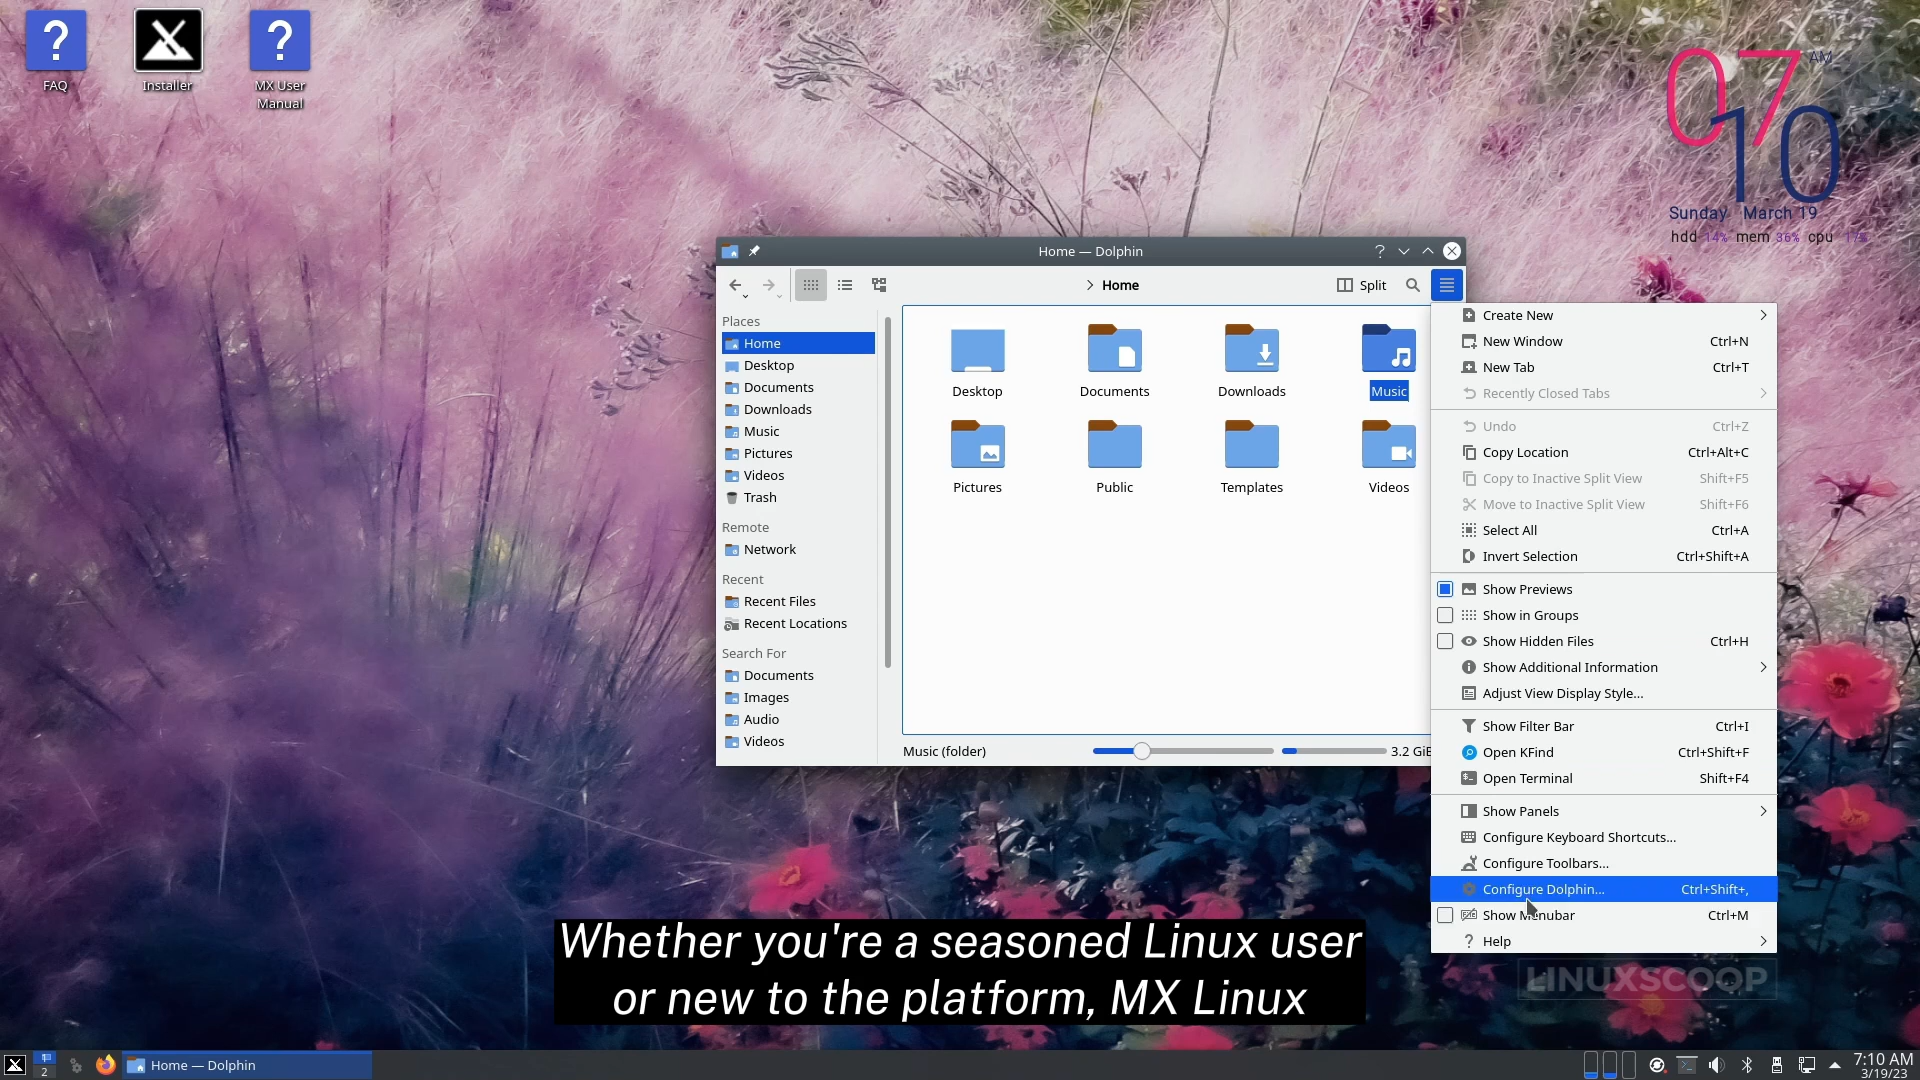 FAQ
Installer
MX User
Manual
07 AM
10
Sunday March 19
hdd 14% mem 36% cpu
Home — Dolphin
Home
Split
Places
Home
Desktop
Documents
Downloads
Music
Pictures
Videos
Trash
Remote
Network
Recent
Recent Files
Recent Locations
Search For
Documents
Images
Audio
Videos
Desktop
Documents
Downloads
Music
Pictures
Public
Templates
Videos
Music (folder)
3.2 GiB
Create New
New Window Ctrl+N
New Tab Ctrl+T
Recently Closed Tabs
Undo Ctrl+Z
Copy Location Ctrl+Alt+C
Copy to Inactive Split View Shift+F5
Move to Inactive Split View Shift+F6
Select All Ctrl+A
Invert Selection Ctrl+Shift+A
Show Previews
Show in Groups
Show Hidden Files Ctrl+H
Show Additional Information
Adjust View Display Style...
Show Filter Bar Ctrl+I
Open KFind Ctrl+Shift+F
Open Terminal Shift+F4
Show Panels
Configure Keyboard Shortcuts...
Configure Toolbars...
Configure Dolphin... Ctrl+Shift+,
Show Menubar Ctrl+M
Help
Whether you're a seasoned Linux user
or new to the platform, MX Linux
LINUXSCOOP
2
Home — Dolphin
7:10 AM
3/19/23